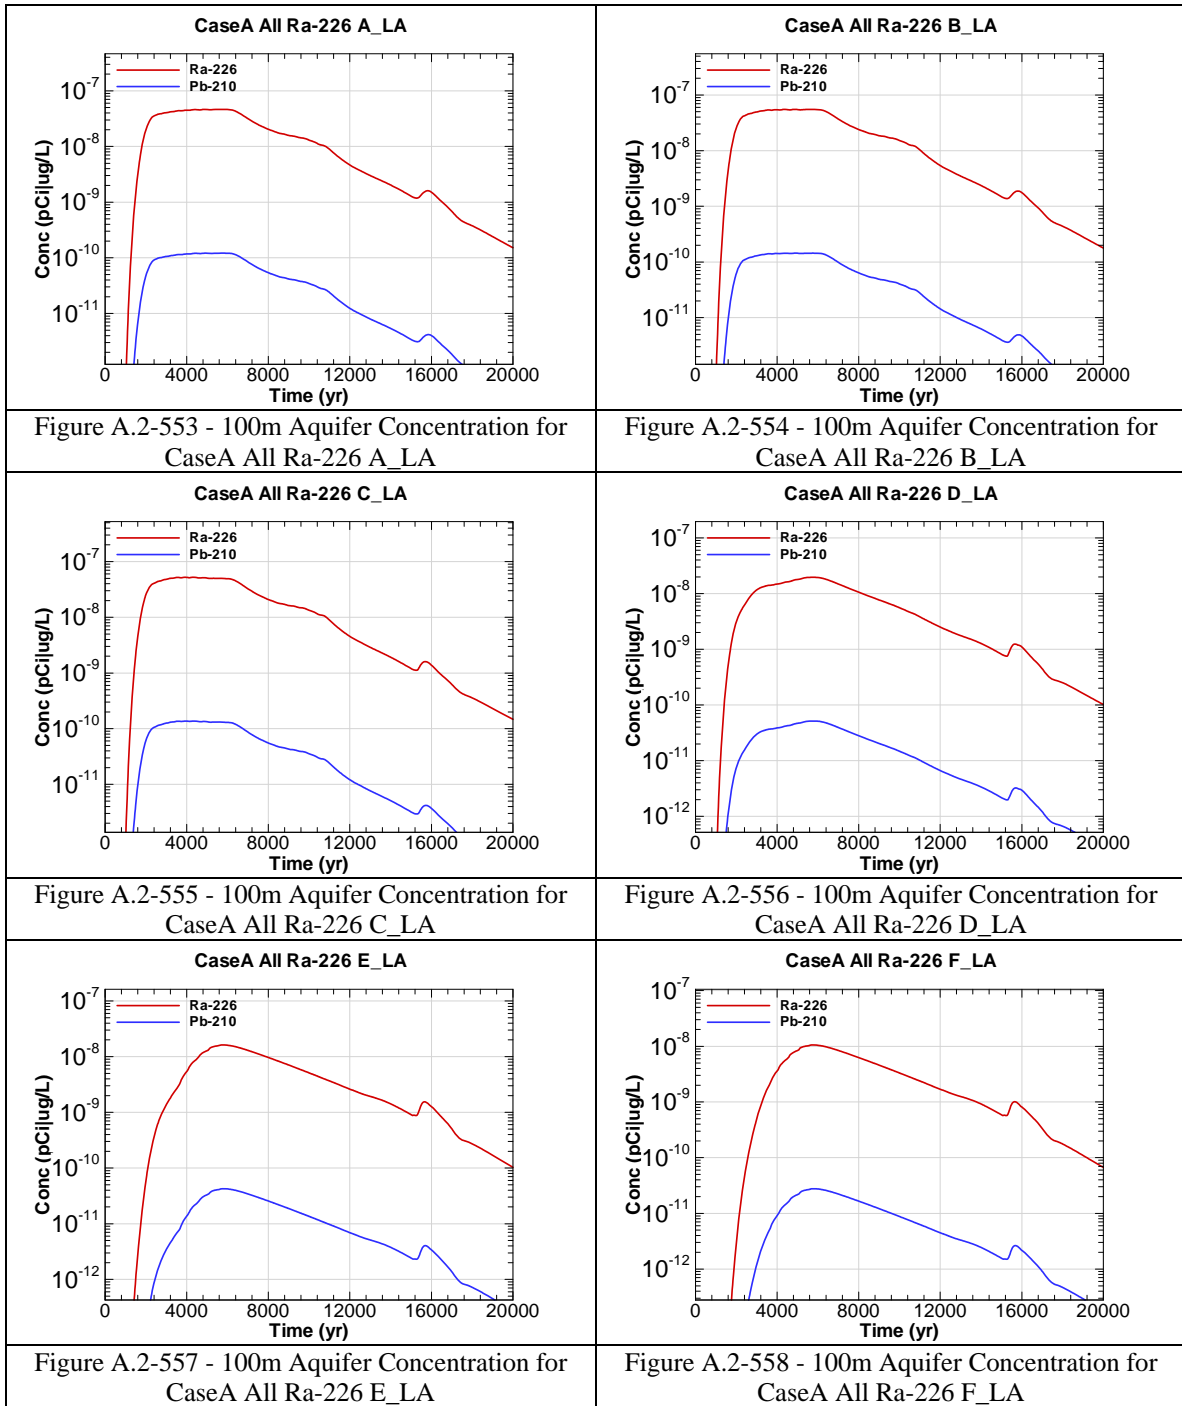 CaseA All Ra-226 A_LA
Ra-226
Pb-210
10-7
10-8
10-9
10-10
10-11
Conc (pCi|ug/L)
0 4000 8000 12000 16000 20000
Time (yr)
Figure A.2-553 - 100m Aquifer Concentration for
CaseA All Ra-226 A_LA
CaseA All Ra-226 B_LA
Ra-226
Pb-210
10-7
10-8
10-9
10-10
10-11
Conc (pCi|ug/L)
0 4000 8000 12000 16000 20000
Time (yr)
Figure A.2-554 - 100m Aquifer Concentration for
CaseA All Ra-226 B_LA
CaseA All Ra-226 C_LA
Ra-226
Pb-210
10-7
10-8
10-9
10-10
10-11
Conc (pCi|ug/L)
0 4000 8000 12000 16000 20000
Time (yr)
Figure A.2-555 - 100m Aquifer Concentration for
CaseA All Ra-226 C_LA
CaseA All Ra-226 D_LA
Ra-226
Pb-210
10-7
10-8
10-9
10-10
10-11
10-12
Conc (pCi|ug/L)
0 4000 8000 12000 16000 20000
Time (yr)
Figure A.2-556 - 100m Aquifer Concentration for
CaseA All Ra-226 D_LA
CaseA All Ra-226 E_LA
Ra-226
Pb-210
10-7
10-8
10-9
10-10
10-11
10-12
Conc (pCi|ug/L)
0 4000 8000 12000 16000 20000
Time (yr)
Figure A.2-557 - 100m Aquifer Concentration for
CaseA All Ra-226 E_LA
CaseA All Ra-226 F_LA
Ra-226
Pb-210
10-7
10-8
10-9
10-10
10-11
10-12
Conc (pCi|ug/L)
0 4000 8000 12000 16000 20000
Time (yr)
Figure A.2-558 - 100m Aquifer Concentration for
CaseA All Ra-226 F_LA